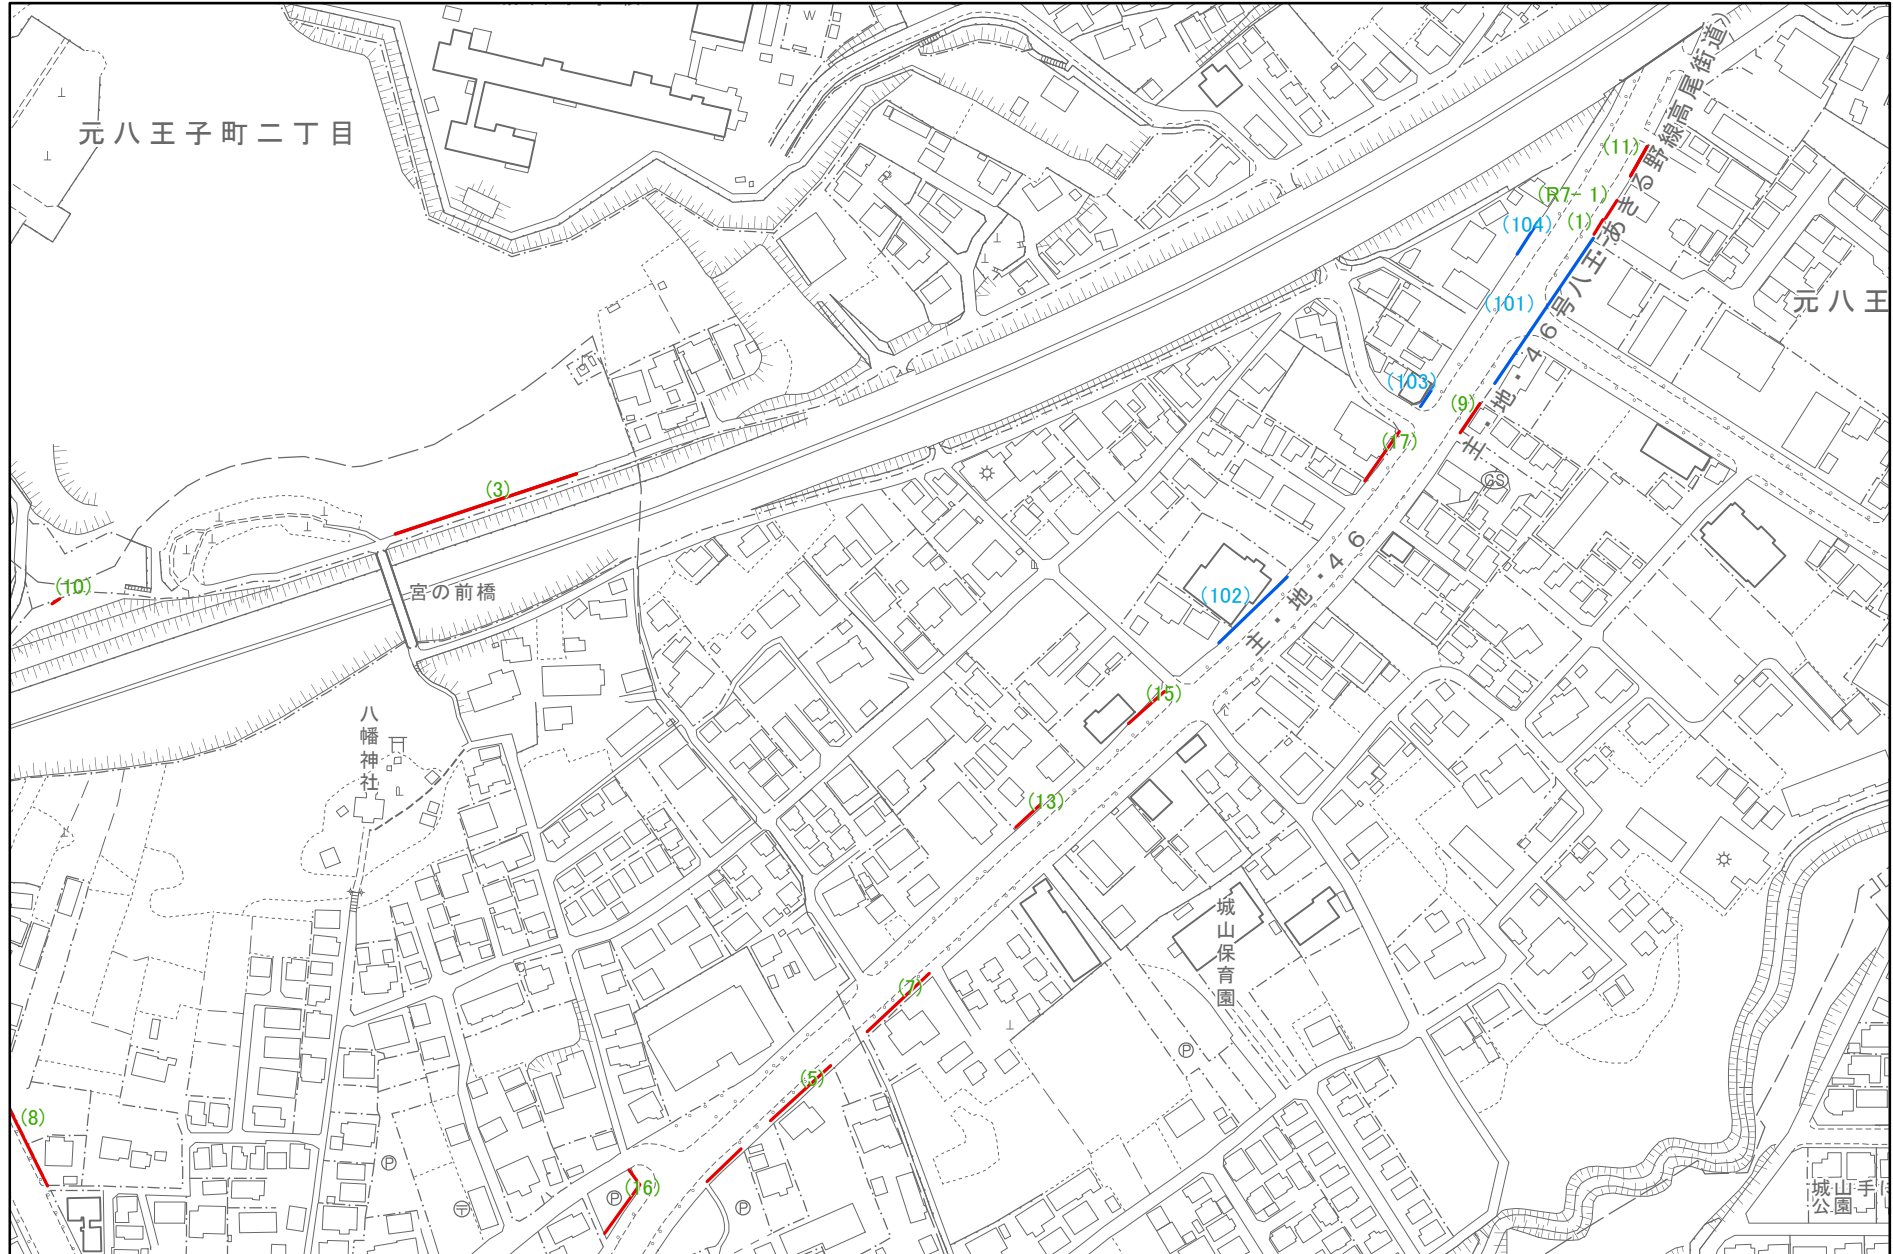 W
元八王子町二丁目
主・地・46号八王・あきる野線高尾街道)
(11)
(R7-1)
(1)
(104)
(101)
元八王
(103)
(9)
(17)
GS
(3)
(10)
宮の前橋
(102)
主・地・46
(15)
八幡神社
(13)
城山保育園
(7)
P
(5)
(8)
P
(16)
P
P
城山手
公園